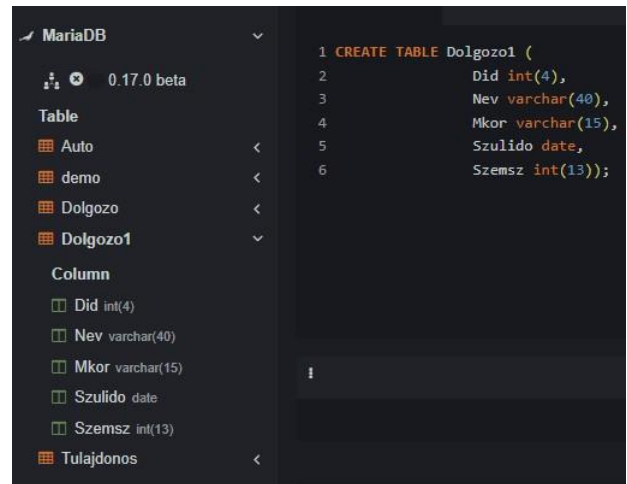 MariaDB
0.17.0 beta
Table
Auto
demo
Dolgozo
Dolgozo1
Column
Did int(4)
Nev varchar(40)
Mkor varchar(15)
Szulido date
Szemsz int(13)
Tulajdonos
1 CREATE TABLE Dolgozo1 (
2 Did int(4),
3 Nev varchar(40),
4 Mkor varchar(15),
5 Szulido date,
6 Szemsz int(13));